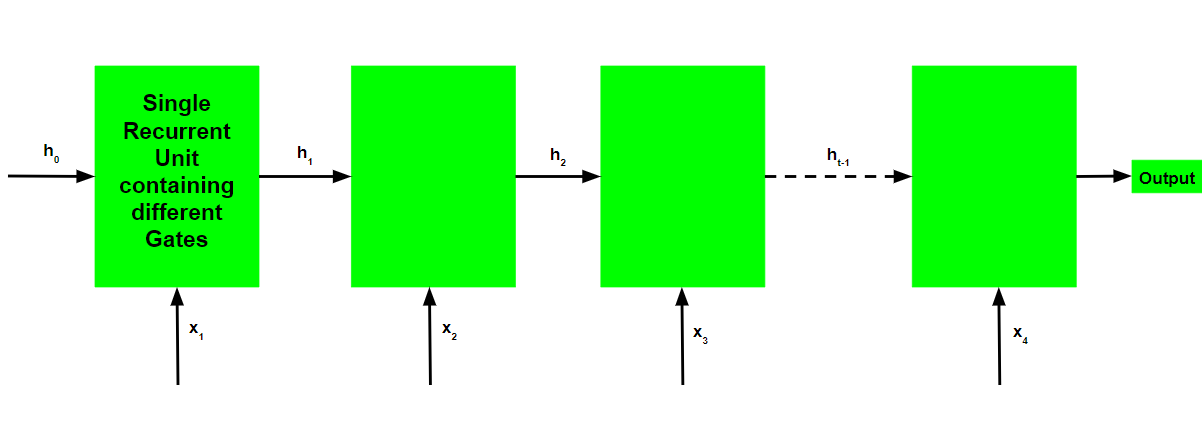 Single
Recurrent
Unit
containing
different
Gates
h0
h1
h2
ht-1
Output
x1
x2
x3
x4